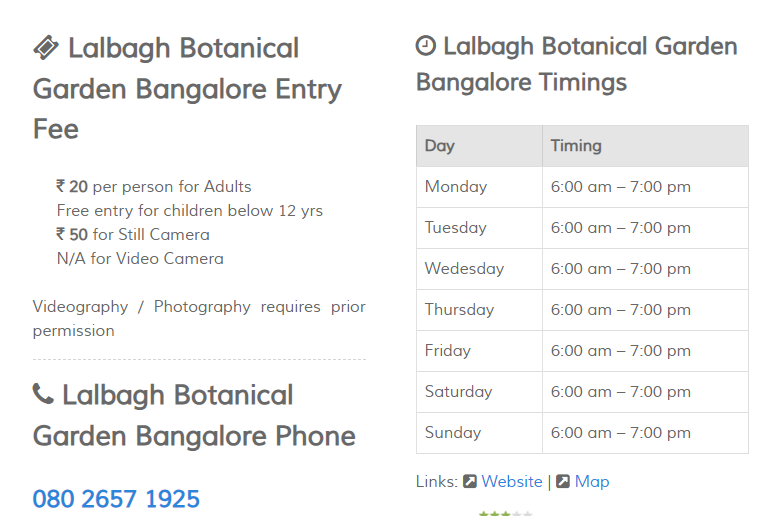 Lalbagh Botanical
Garden Bangalore Entry
Fee
₹ 20 per person for Adults
Free entry for children below 12 yrs
₹ 50 for Still Camera
N/A for Video Camera
Videography / Photography requires prior
permission
Lalbagh Botanical
Garden Bangalore Phone
080 2657 1925
Lalbagh Botanical Garden
Bangalore Timings
Day Timing
Monday 6:00 am – 7:00 pm
Tuesday 6:00 am – 7:00 pm
Wedesday 6:00 am – 7:00 pm
Thursday 6:00 am – 7:00 pm
Friday 6:00 am – 7:00 pm
Saturday 6:00 am – 7:00 pm
Sunday 6:00 am – 7:00 pm
Links: Website | Map